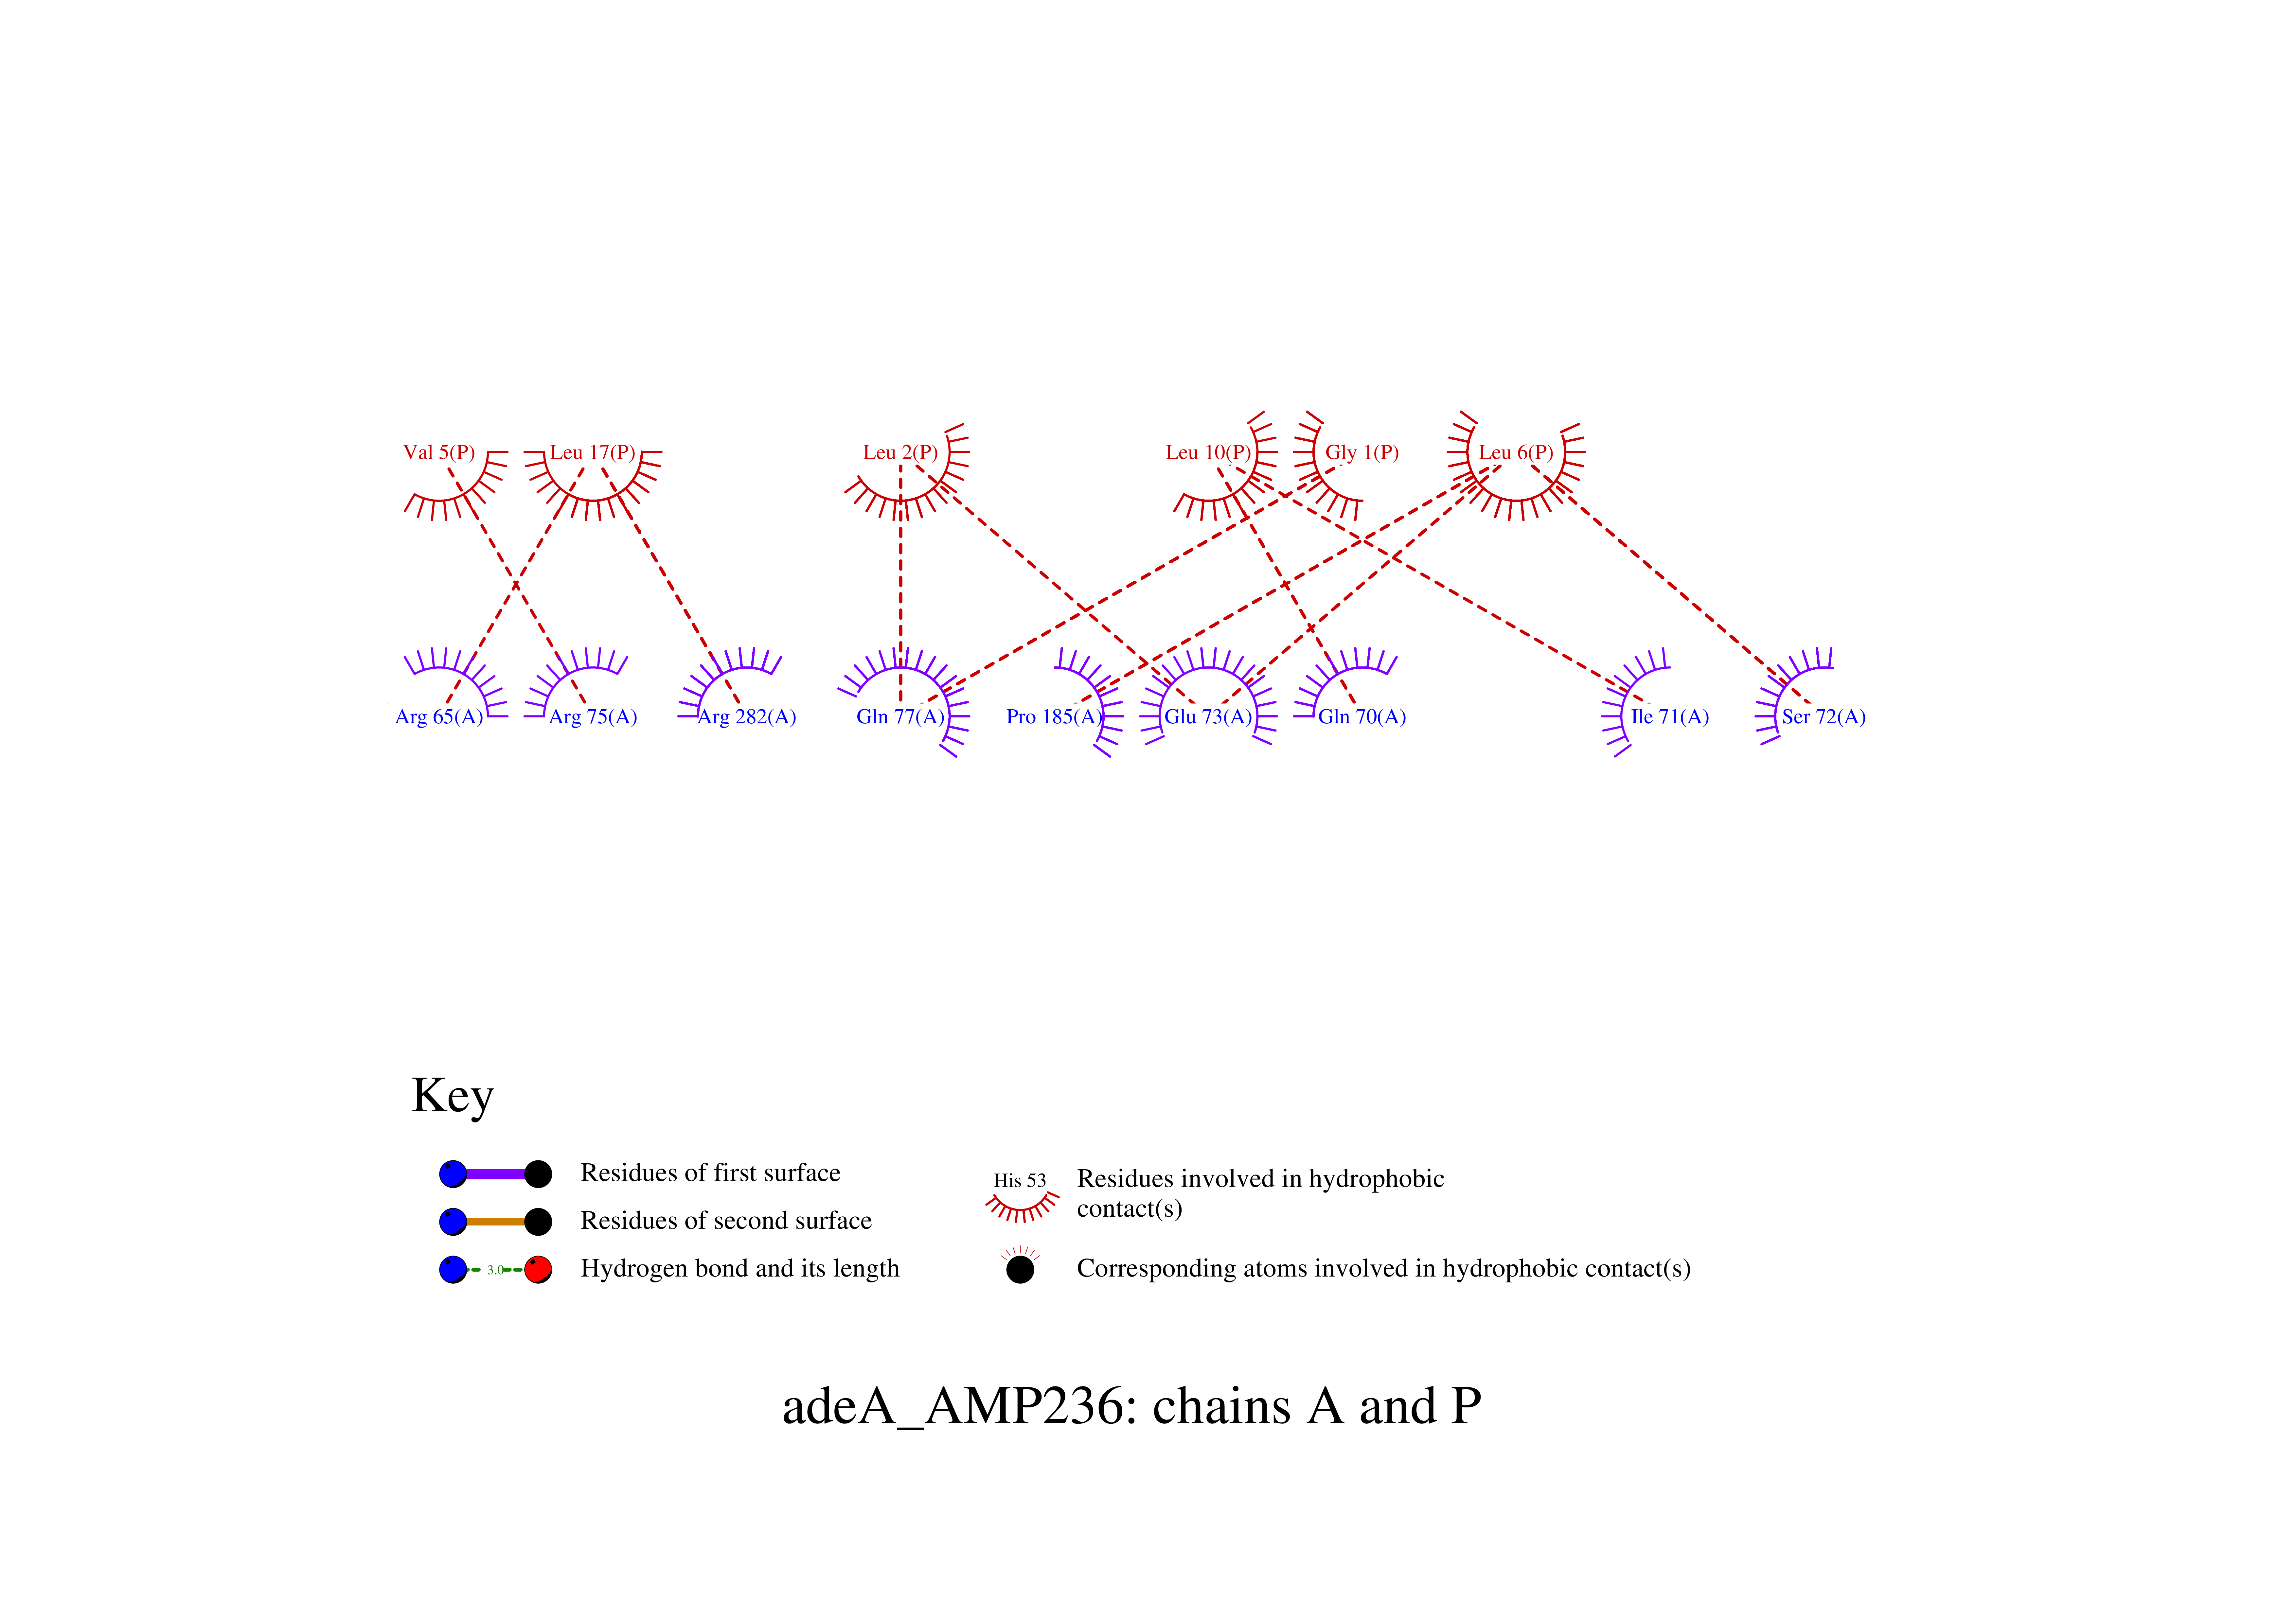 Val 5(P) Leu 17(P) Leu 2(P) Leu 10(P) Gly 1(P) Leu 6(P)
Arg 65(A) Arg 75(A) Arg 282(A) Gln 77(A) Pro 185(A) Glu 73(A) Gln 70(A) Ile 71(A) Ser 72(A)
Key
Residues of first surface
Residues of second surface
3.0 Hydrogen bond and its length
His 53 Residues involved in hydrophobic
contact(s)
Corresponding atoms involved in hydrophobic contact(s)
adeA_AMP236: chains A and P